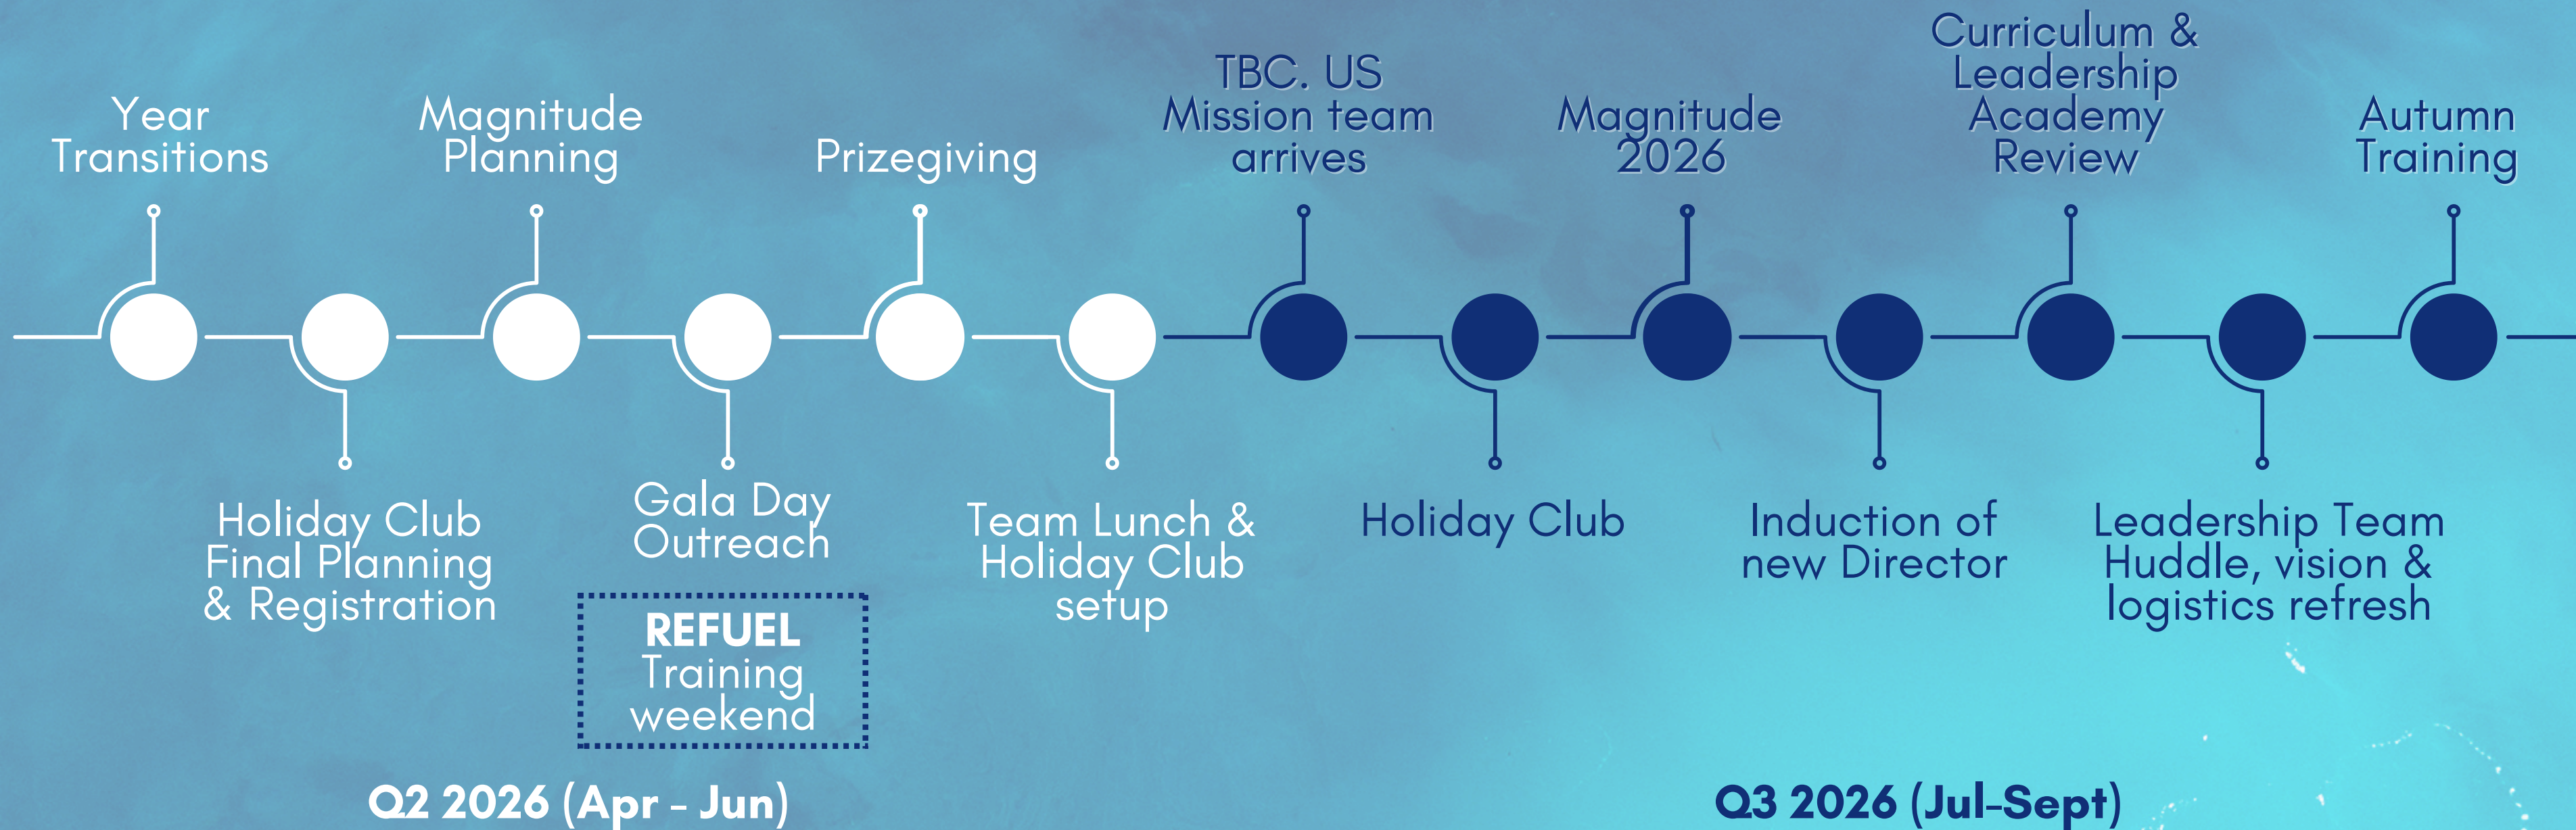 Year
Transitions
Holiday Club
Final Planning
& Registration
Magnitude
Planning
Gala Day
Outreach
REFUEL
Training
weekend
Prizegiving
Team Lunch &
Holiday Club
setup
TBC. US
Mission team
arrives
Holiday Club
Magnitude
2026
Induction of
new Director
Curriculum &
Leadership
Academy
Review
Leadership Team
Huddle, vision &
logistics refresh
Autumn
Training
Q2 2026 (Apr - Jun)
Q3 2026 (Jul-Sept)